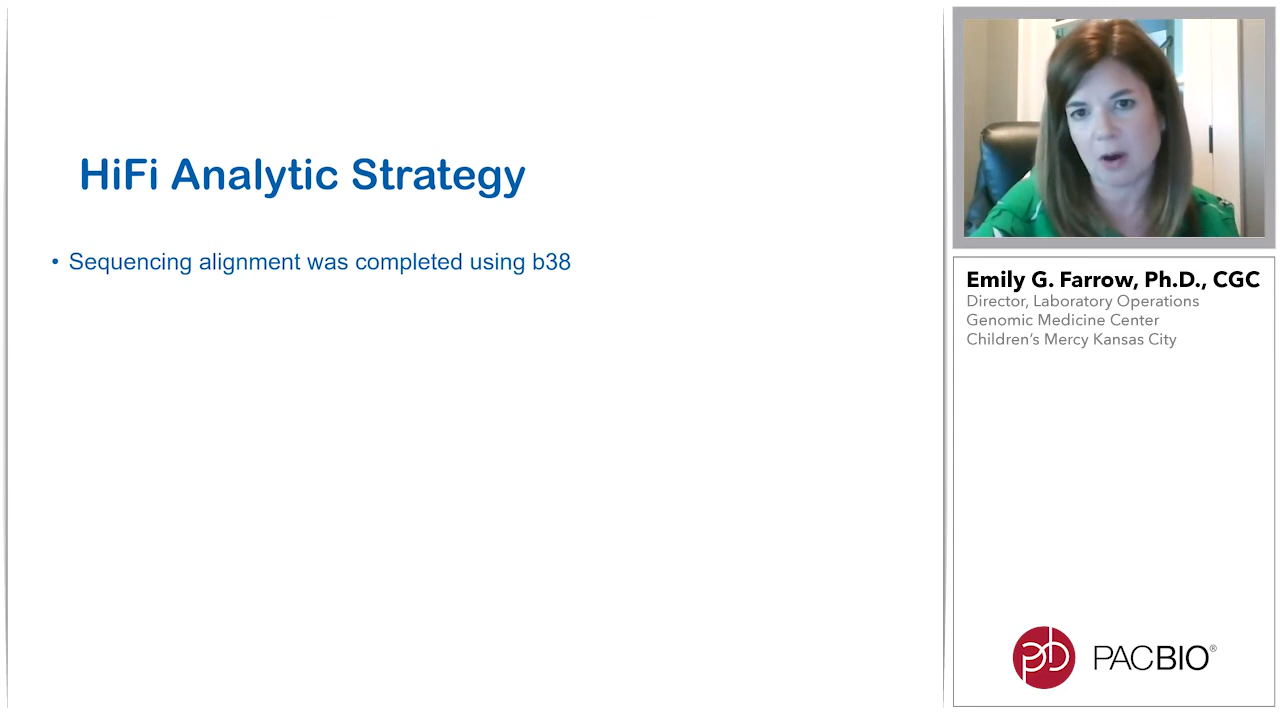 HiFi Analytic Strategy
• Sequencing alignment was completed using b38
Emily G. Farrow, Ph.D., CGC
Director, Laboratory Operations
Genomic Medicine Center
Children’s Mercy Kansas City
pb PACBIO®